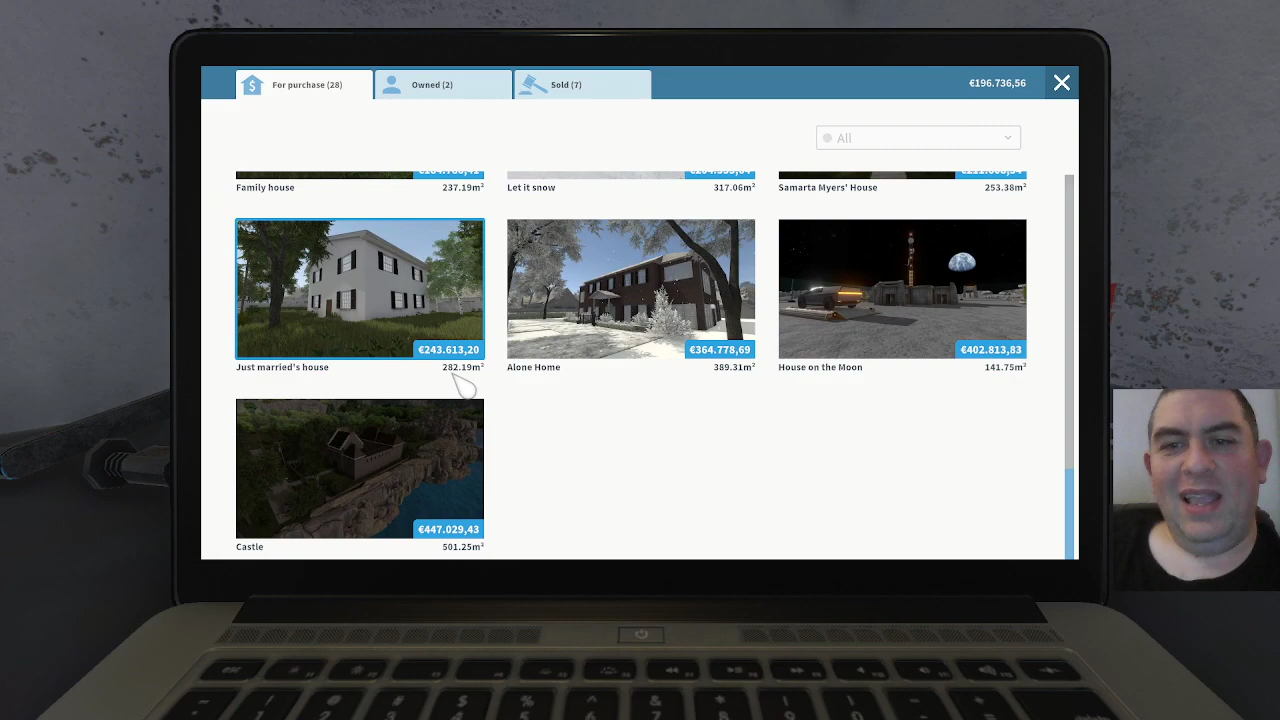 For purchase (28)
Owned (2)
Sold (7)
€196.736,56
All
Family house
237.19m²
Let it snow
317.06m²
Samarta Myers' House
253.38m²
€243.613,20
€364.778,69
€402.813,83
Just married's house
282.19m²
Alone Home
389.31m²
House on the Moon
141.75m²
€447.029,43
Castle
501.25m²